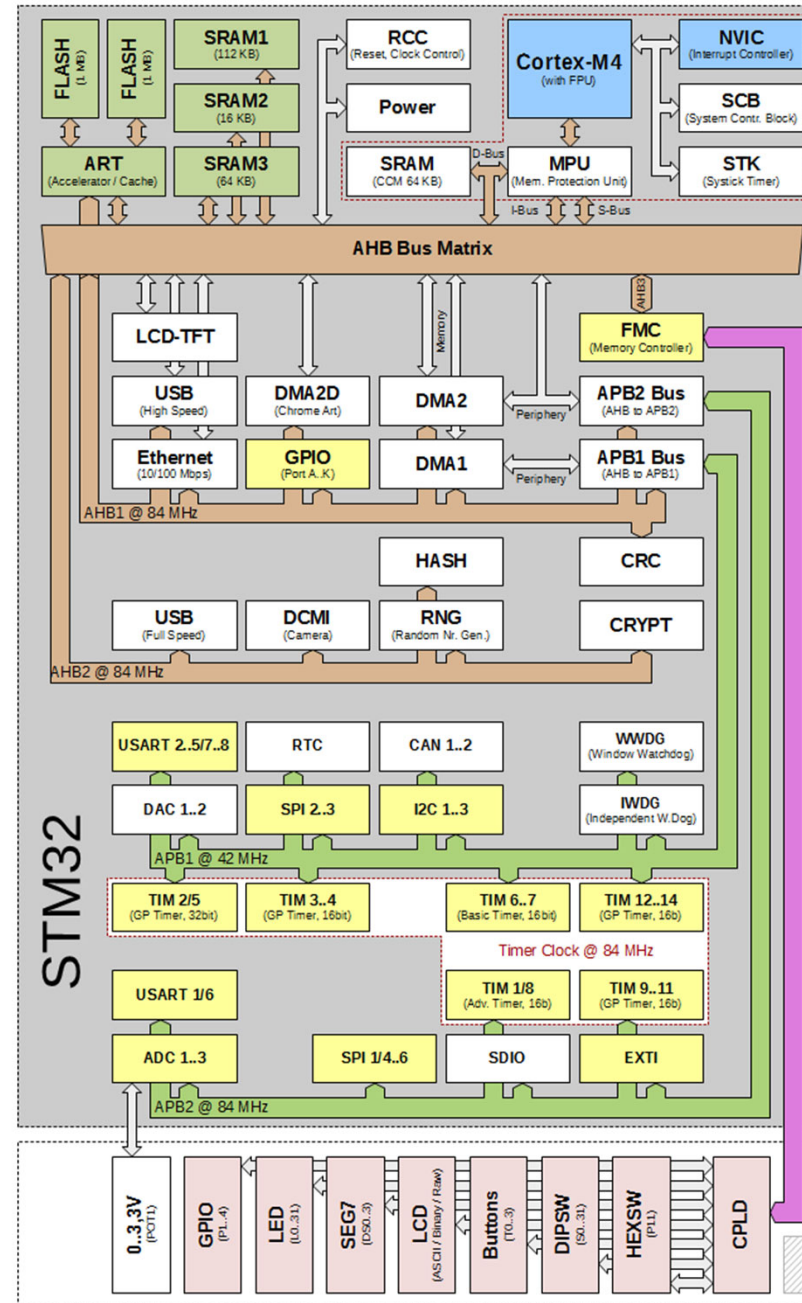 FLASH
(1 MB)
FLASH
(1 MB)
SRAM1
(112 KB)
SRAM2
(16 KB)
SRAM3
(64 KB)
ART
(Accelerator / Cache)
RCC
(Reset, Clock Control)
Power
SRAM
(CCM 64 KB)
D-Bus
Cortex-M4
(with FPU)
MPU
(Mem. Protection Unit)
I-Bus
S-Bus
NVIC
(Interrupt Controller)
SCB
(System Contr. Block)
STK
(Systick Timer)
AHB Bus Matrix
LCD-TFT
Memory
AHB3
FMC
(Memory Controller)
USB
(High Speed)
DMA2D
(Chrome Art)
DMA2
Periphery
APB2 Bus
(AHB to APB2)
Ethernet
(10/100 Mbps)
GPIO
(Port A..K)
DMA1
Periphery
APB1 Bus
(AHB to APB1)
AHB1 @ 84 MHz
HASH
CRC
USB
(Full Speed)
DCMI
(Camera)
RNG
(Random Nr. Gen.)
CRYPT
AHB2 @ 84 MHz
STM32
USART 2..5/7..8
RTC
CAN 1..2
WWDG
(Window Watchdog)
DAC 1..2
SPI 2..3
I2C 1..3
IWDG
(Independent W.Dog)
APB1 @ 42 MHz
TIM 2/5
(GP Timer, 32bit)
TIM 3..4
(GP Timer, 16bit)
TIM 6..7
(Basic Timer, 16bit)
TIM 12..14
(GP Timer, 16b)
Timer Clock @ 84 MHz
USART 1/6
TIM 1/8
(Adv. Timer, 16b)
TIM 9..11
(GP Timer, 16b)
ADC 1..3
SPI 1/4..6
SDIO
EXTI
APB2 @ 84 MHz
0..3,3V
(POT1)
GPIO
(P1..4)
LED
(L0..31)
SEG7
(DS0..3)
LCD
(ASCII / Binary / Raw)
Buttons
(T0..3)
DIPSW
(S0..31)
HEXSW
(P11)
CPLD